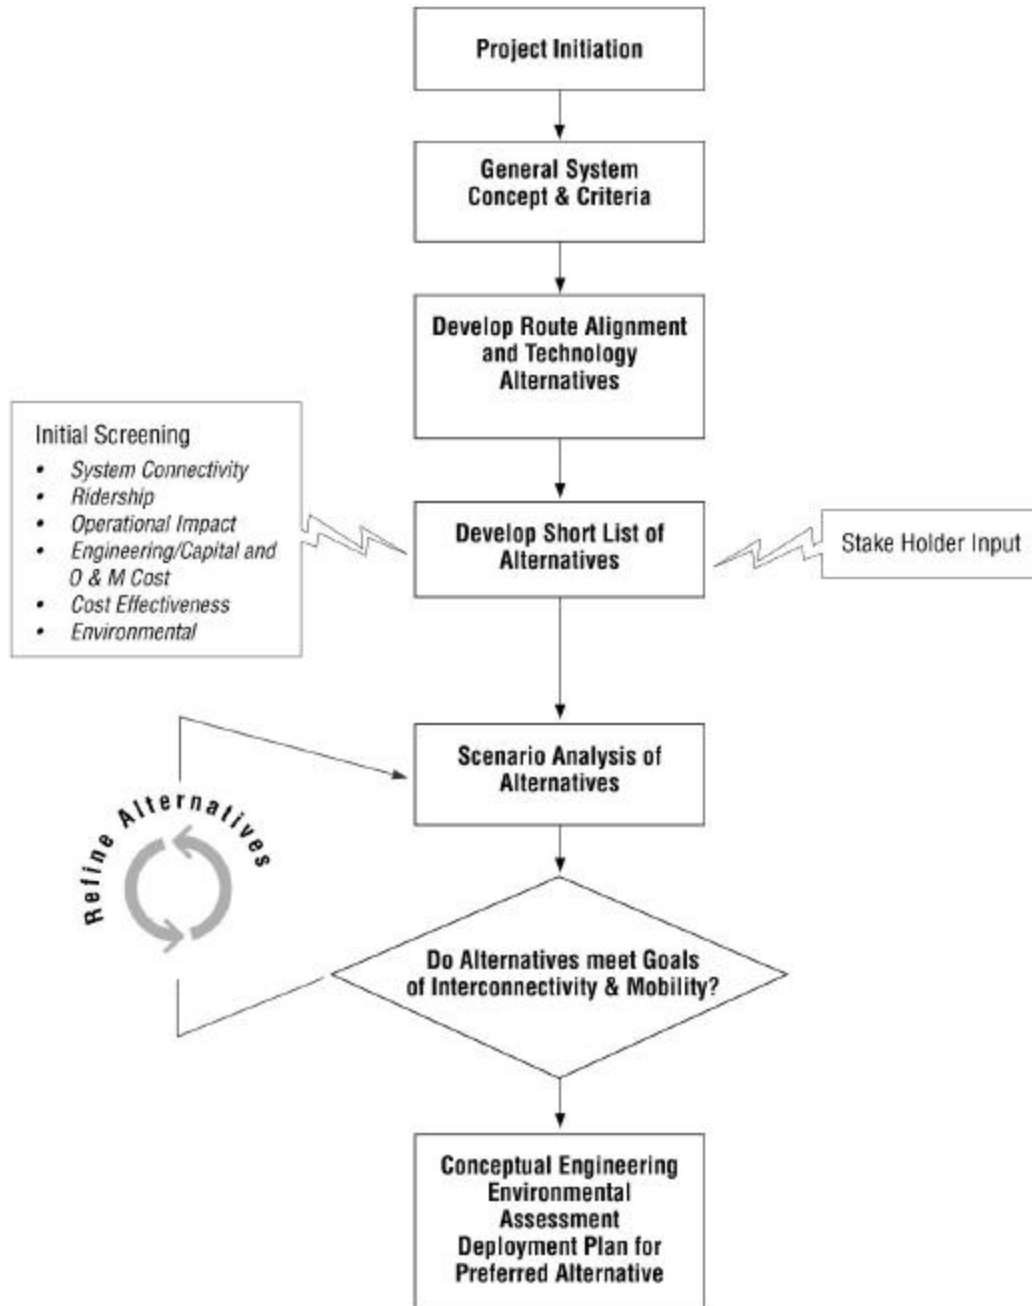 Project Initiation
General System
Concept & Criteria
Develop Route Alignment
and Technology
Alternatives
Initial Screening
• System Connectivity
• Ridership
• Operational Impact
• Engineering/Capital and
O & M Cost
• Cost Effectiveness
• Environmental
Develop Short List of
Alternatives
Stake Holder Input
Scenario Analysis of
Alternatives
Refine Alternatives
Do Alternatives meet Goals
of Interconnectivity & Mobility?
Conceptual Engineering
Environmental
Assessment
Deployment Plan for
Preferred Alternative